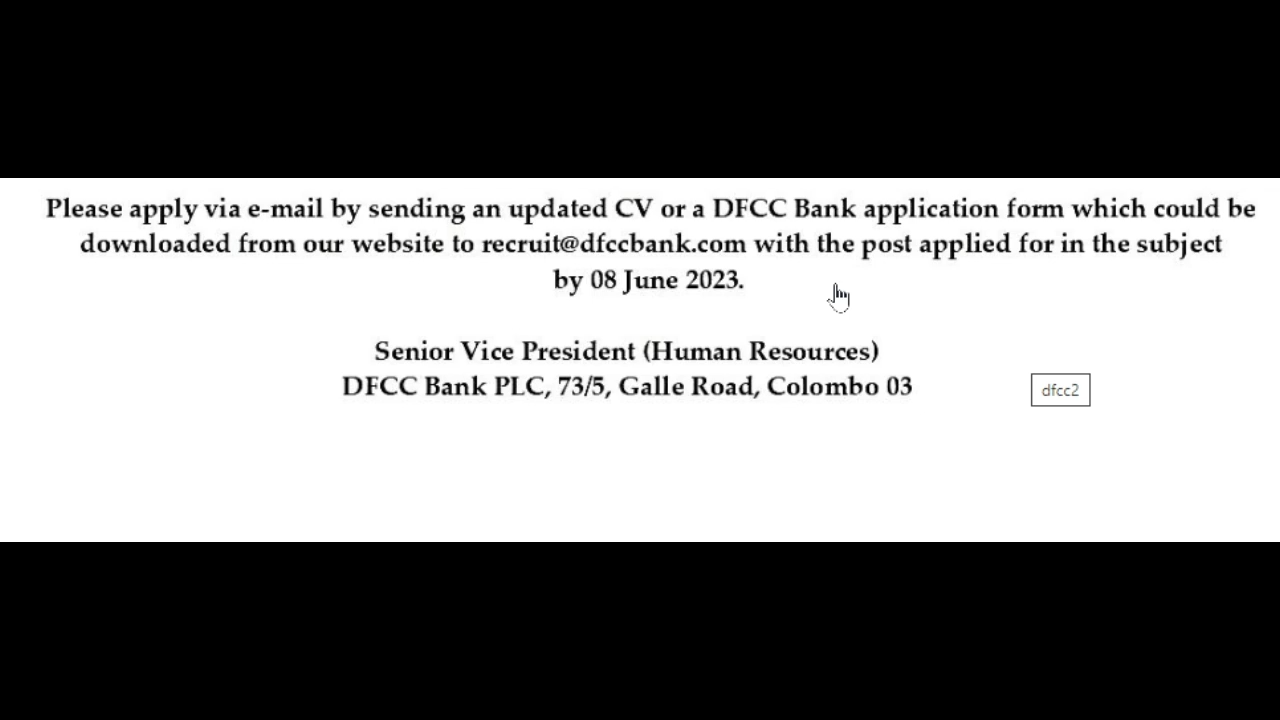 Please apply via e-mail by sending an updated CV or a DFCC Bank application form which could be
downloaded from our website to recruit@dfccbank.com with the post applied for in the subject
by 08 June 2023.
Senior Vice President (Human Resources)
DFCC Bank PLC, 73/5, Galle Road, Colombo 03
dfcc2